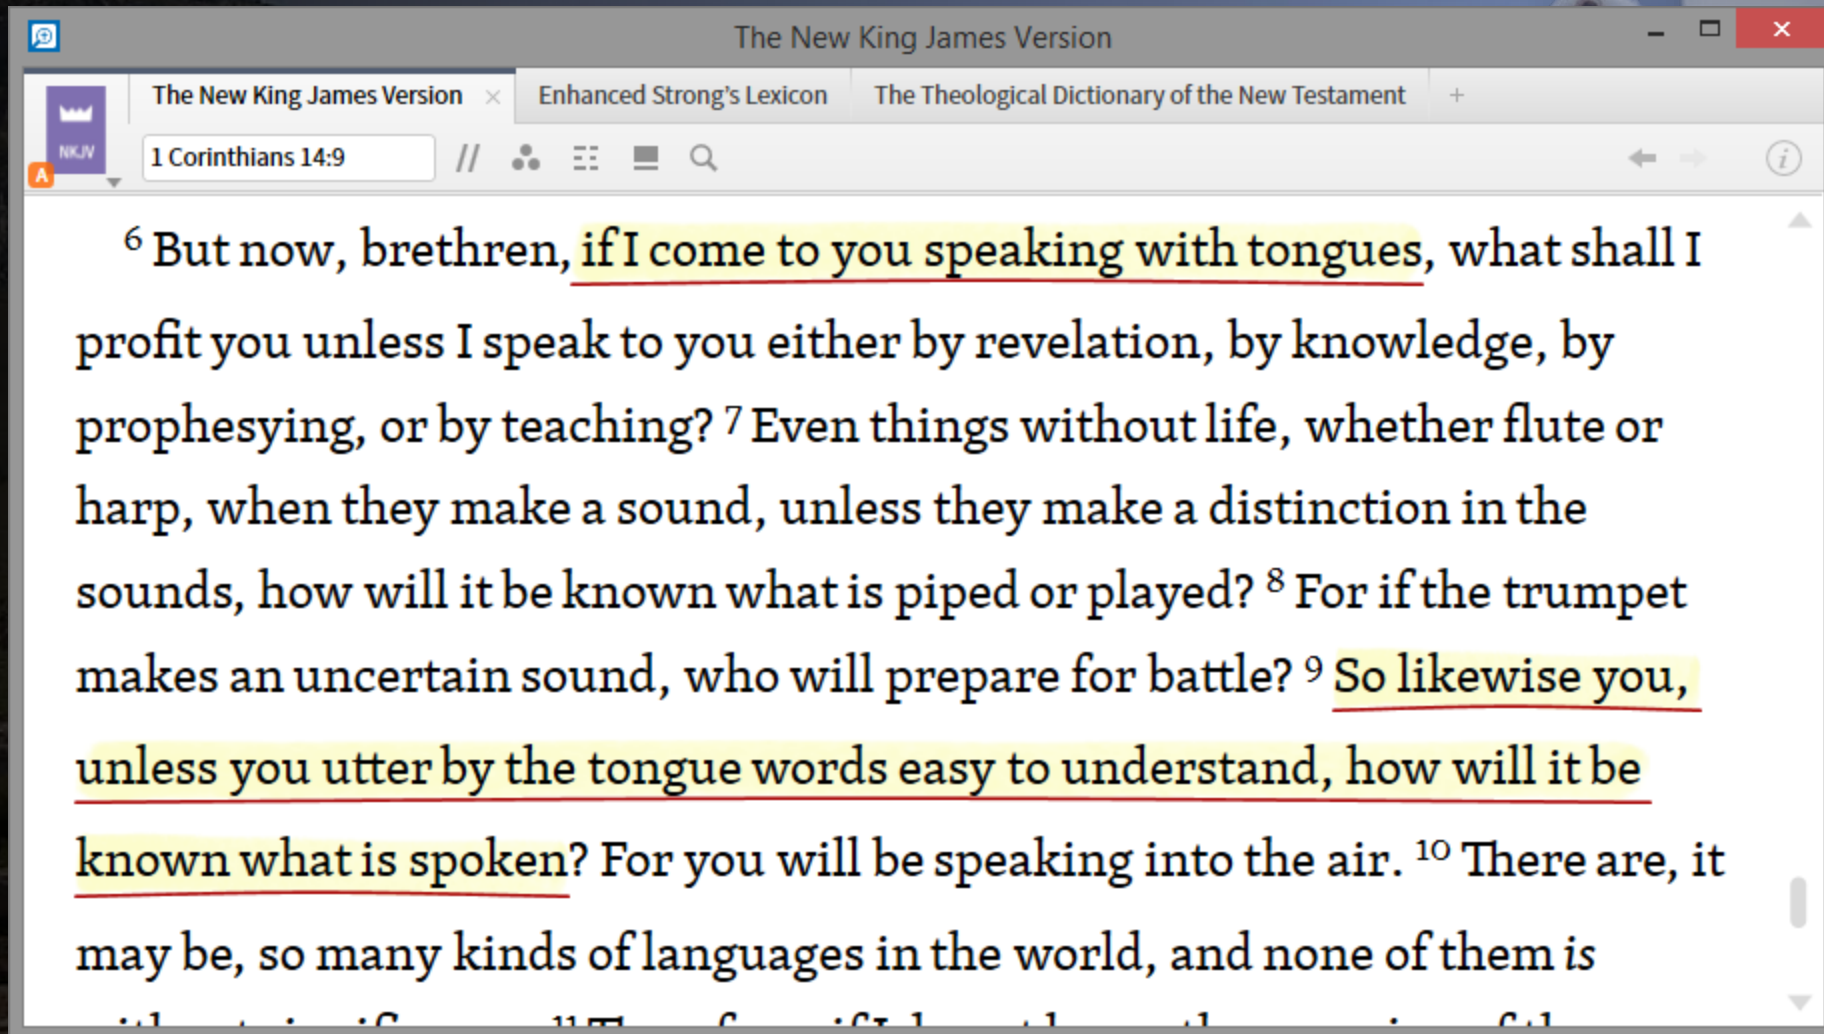 The New King James Version
The New King James Version Enhanced Strong's Lexicon The Theological Dictionary of the New Testament
NKJV
A
1 Corinthians 14:9
6 But now, brethren, if I come to you speaking with tongues, what shall I
profit you unless I speak to you either by revelation, by knowledge, by
prophesying, or by teaching? 7 Even things without life, whether flute or
harp, when they make a sound, unless they make a distinction in the
sounds, how will it be known what is piped or played? 8 For if the trumpet
makes an uncertain sound, who will prepare for battle? 9 So likewise you,
unless you utter by the tongue words easy to understand, how will it be
known what is spoken? For you will be speaking into the air. 10 There are, it
may be, so many kinds of languages in the world, and none of them is